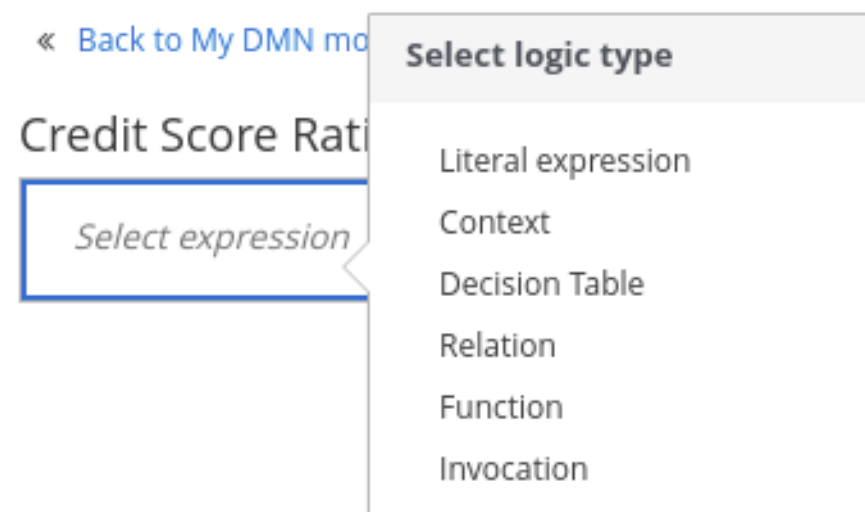 « Back to My DMN mo
Credit Score Rati
Select expression
Select logic type
Literal expression
Context
Decision Table
Relation
Function
Invocation